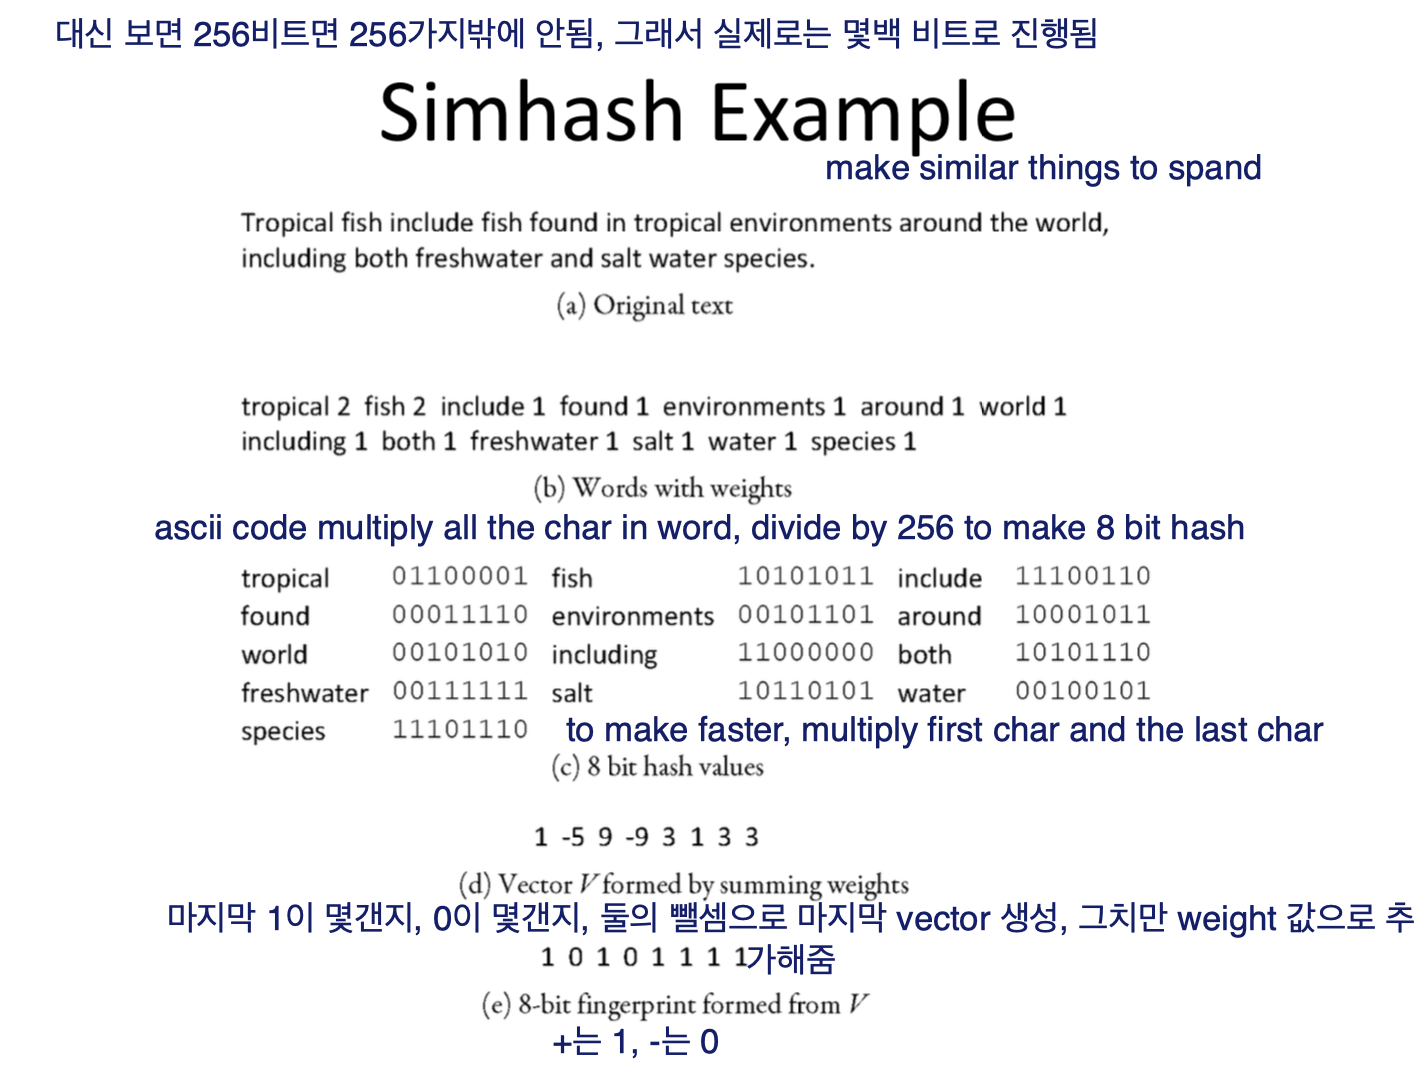 대신 보면 256비트면 256가지밖에 안됨, 그래서 실제로는 몇백 비트로 진행됨
Simhash Example
make similar things to spand
Tropical fish include fish found in tropical environments around the world,
including both freshwater and salt water species.
(a) Original text
tropical 2 fish 2 include 1 found 1 environments 1 around 1 world 1
including 1 both 1 freshwater 1 salt 1 water 1 species 1
(b) Words with weights
ascii code multiply all the char in word, divide by 256 to make 8 bit hash
tropical 01100001 fish 10101011 include 11100110
found 00011110 environments 00101101 around 10001011
world 00101010 including 11000000 both 10101110
freshwater 00111111 salt 10110101 water 00100101
species 11101110 to make faster, multiply first char and the last char
(c) 8 bit hash values
1 -5 9 -9 3 1 3 3
(d) Vector V formed by summing weights
마지막 1이 몇갠지, 0이 몇갠지, 둘의 뺄셈으로 마지막 vector 생성, 그치만 weight 값으로 추
1 0 1 0 1 1 1 1가해줌
(e) 8-bit fingerprint formed from V
+는 1, -는 0